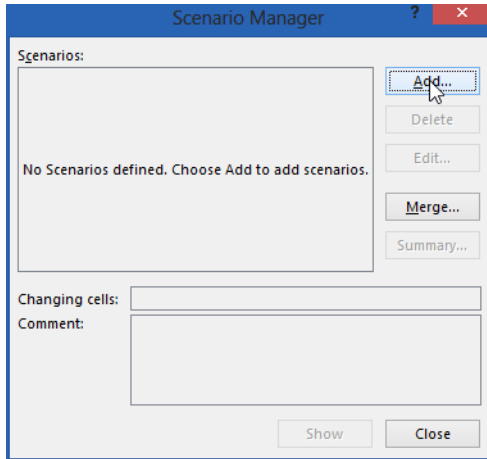 Scenario Manager
?
Scenarios:
Add...
Delete
No Scenarios defined. Choose Add to add scenarios.
Edit...
Merge...
Summary...
Changing cells:
Comment:
Show
Close